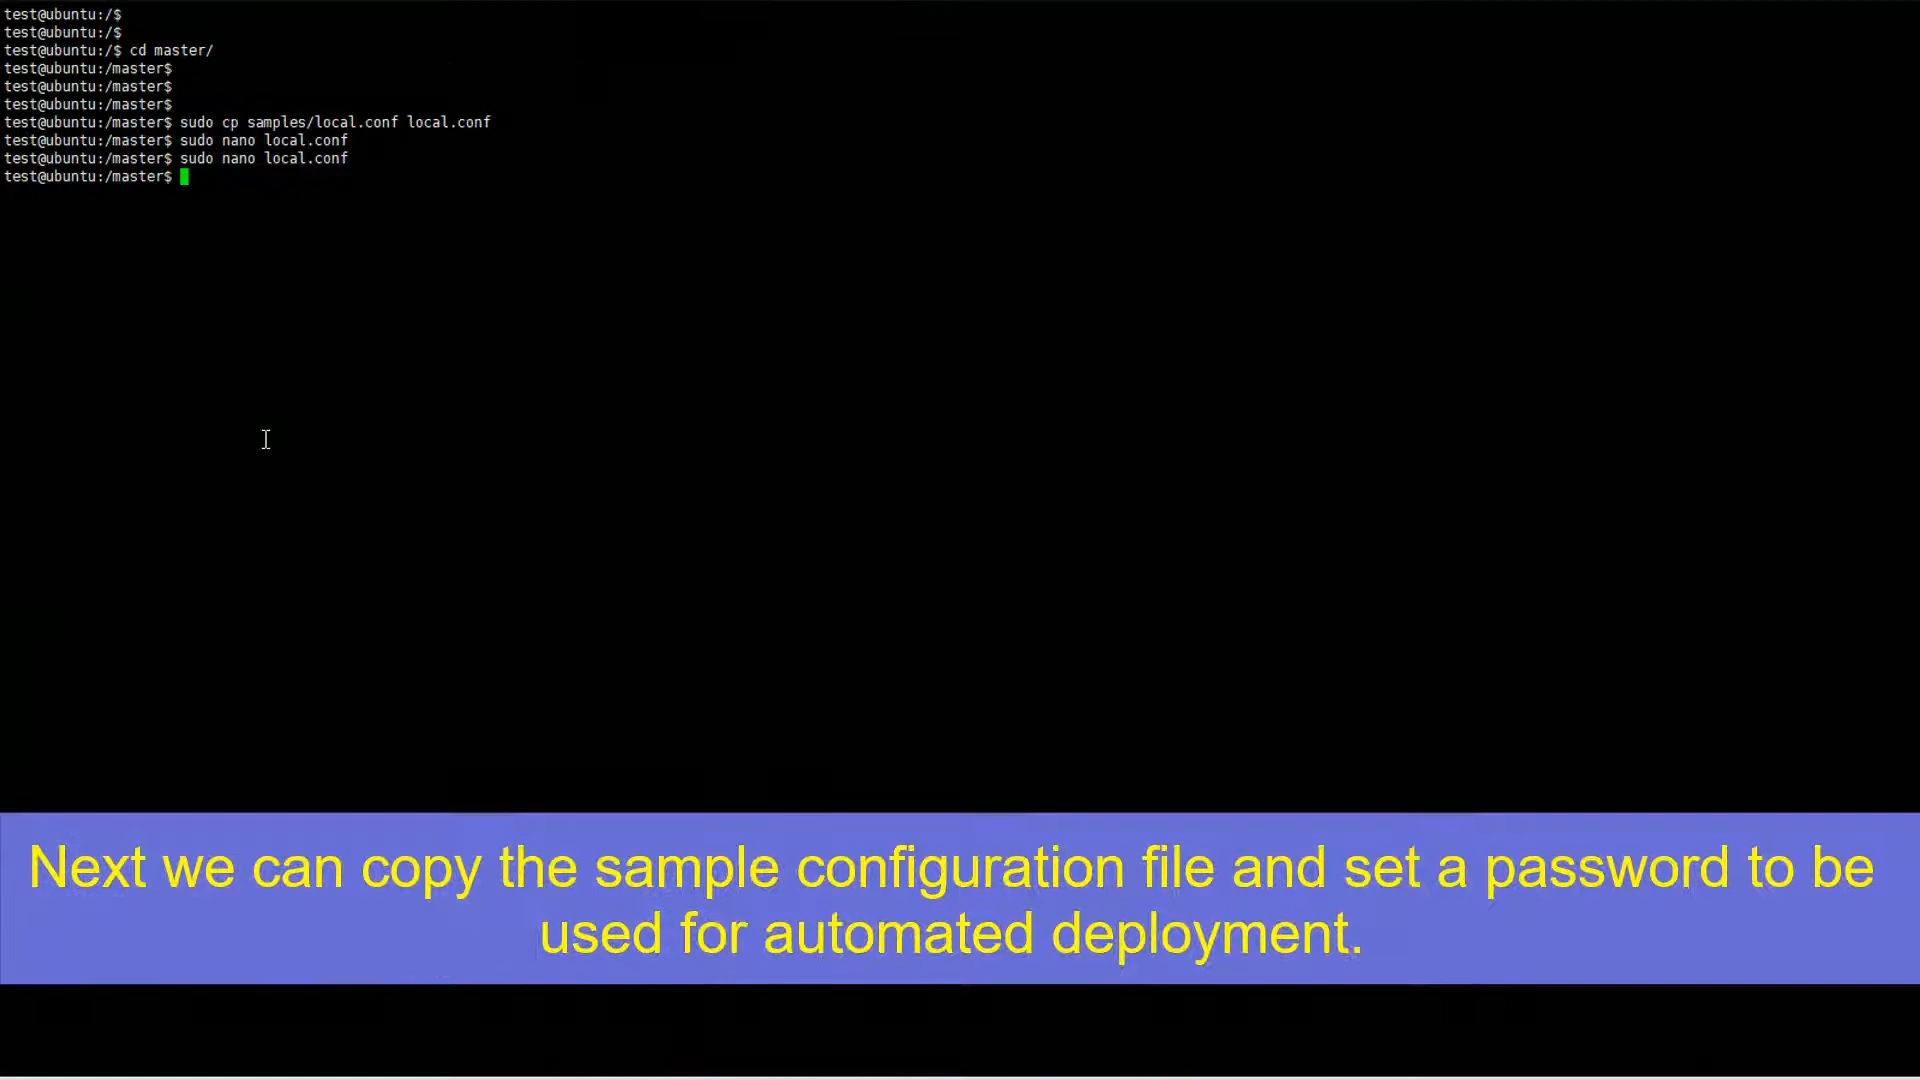 test@ubuntu:/$
test@ubuntu:/$
test@ubuntu:/$ cd master/
test@ubuntu:/master$
test@ubuntu:/master$
test@ubuntu:/master$
test@ubuntu:/master$ sudo cp samples/local.conf local.conf
test@ubuntu:/master$ sudo nano local.conf
test@ubuntu:/master$ sudo nano local.conf
test@ubuntu:/master$
Next we can copy the sample configuration file and set a password to be
used for automated deployment.